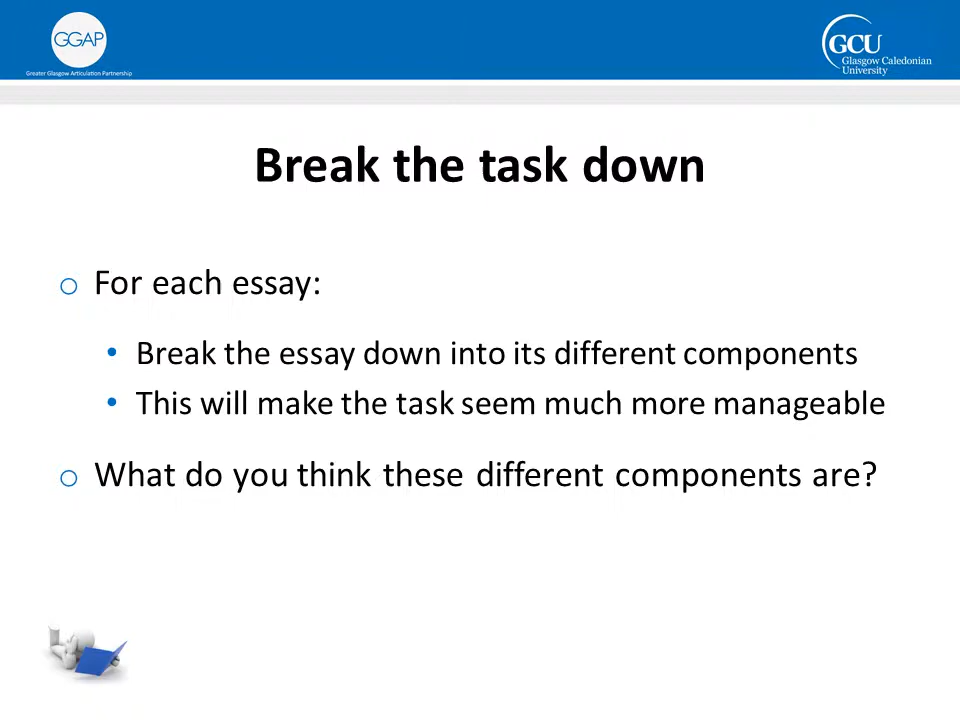 GGAP
Greater Glasgow Articulation Partnership
GCU
Glasgow Caledonian
University
Break the task down
For each essay:
Break the essay down into its different components
This will make the task seem much more manageable
What do you think these different components are?